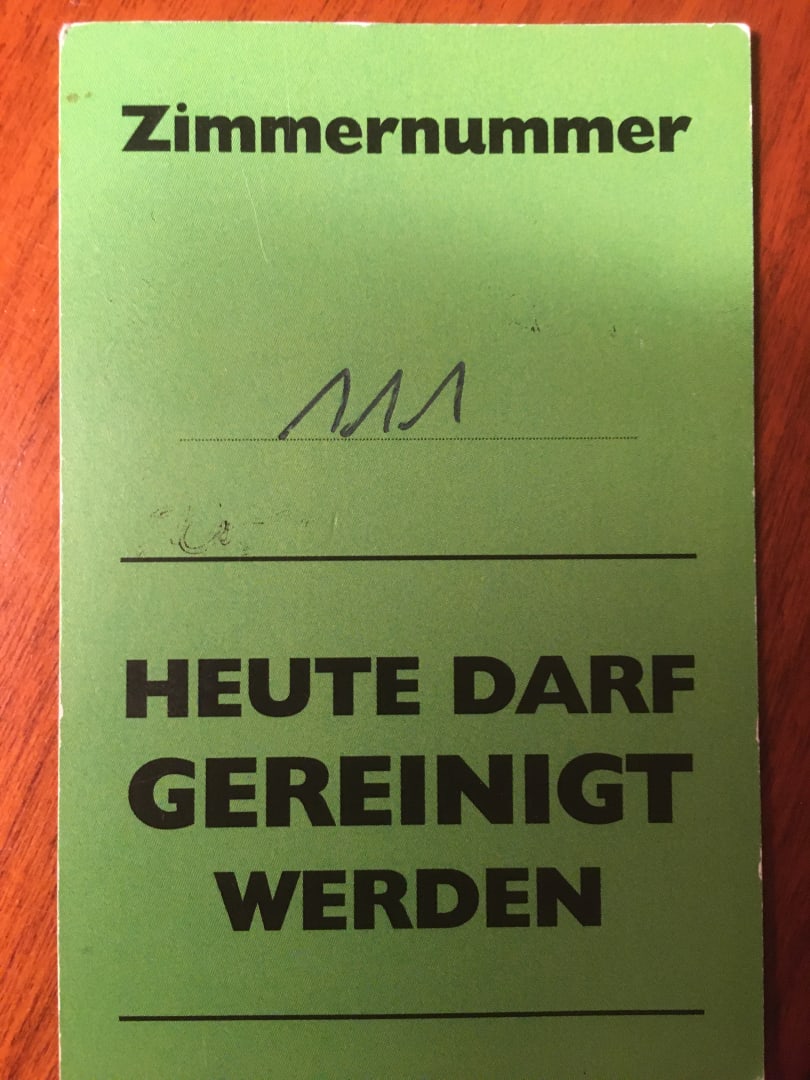 Zimmernummer
111
HEUTE DARF
GEREINIGT
WERDEN